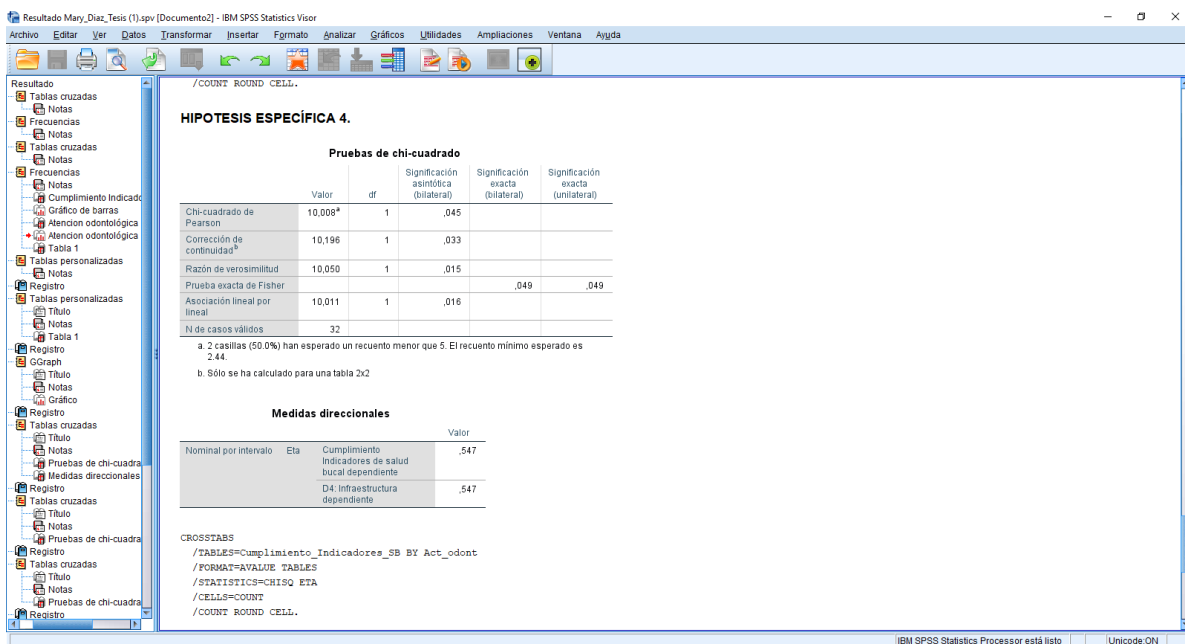 Resultado Mary_Diaz_Tesis (1).spv [Documento2] - IBM SPSS Statistics Visor
Archivo Editar Ver Datos Transformar Insertar Formato Analizar Gráficos Utilidades Ampliaciones Ventana Ayuda
Resultado
Tablas cruzadas
Notas
Frecuencias
Notas
Tablas cruzadas
Notas
Frecuencias
Notas
Cumplimiento Indicado
Gráfico de barras
Atencion odontológica
Atencion odontológica
Tabla 1
Tablas personalizadas
Notas
Registro
Tablas personalizadas
Título
Notas
Tabla 1
Registro
GGraph
Título
Notas
Gráfico
Registro
Tablas cruzadas
Título
Notas
Pruebas de chi-cuadra
Medidas direccionales
Registro
Tablas cruzadas
Título
Notas
Pruebas de chi-cuadra
Registro
Tablas cruzadas
Título
Notas
Pruebas de chi-cuadra
Registro
/COUNT ROUND CELL.
HIPOTESIS ESPECÍFICA 4.
Pruebas de chi-cuadrado
Valor df Significación asintótica (bilateral) Significación exacta (bilateral) Significación exacta (unilateral)
Chi-cuadrado de Pearson 10,008a 1 ,045
Corrección de continuidadb 10,196 1 ,033
Razón de verosimilitud 10,050 1 ,015
Prueba exacta de Fisher ,049 ,049
Asociación lineal por lineal 10,011 1 ,016
N de casos válidos 32
a. 2 casillas (50.0%) han esperado un recuento menor que 5. El recuento mínimo esperado es
2.44.
b. Sólo se ha calculado para una tabla 2x2
Medidas direccionales
Valor
Nominal por intervalo Eta Cumplimiento Indicadores de salud bucal dependiente ,547
D4: Infraestructura dependiente ,547
CROSSTABS
/TABLES=Cumplimiento_Indicadores_SB BY Act_odont
/FORMAT=AVALUE TABLES
/STATISTICS=CHISQ ETA
/CELLS=COUNT
/COUNT ROUND CELL.
IBM SPSS Statistics Processor está listo Unicode:ON